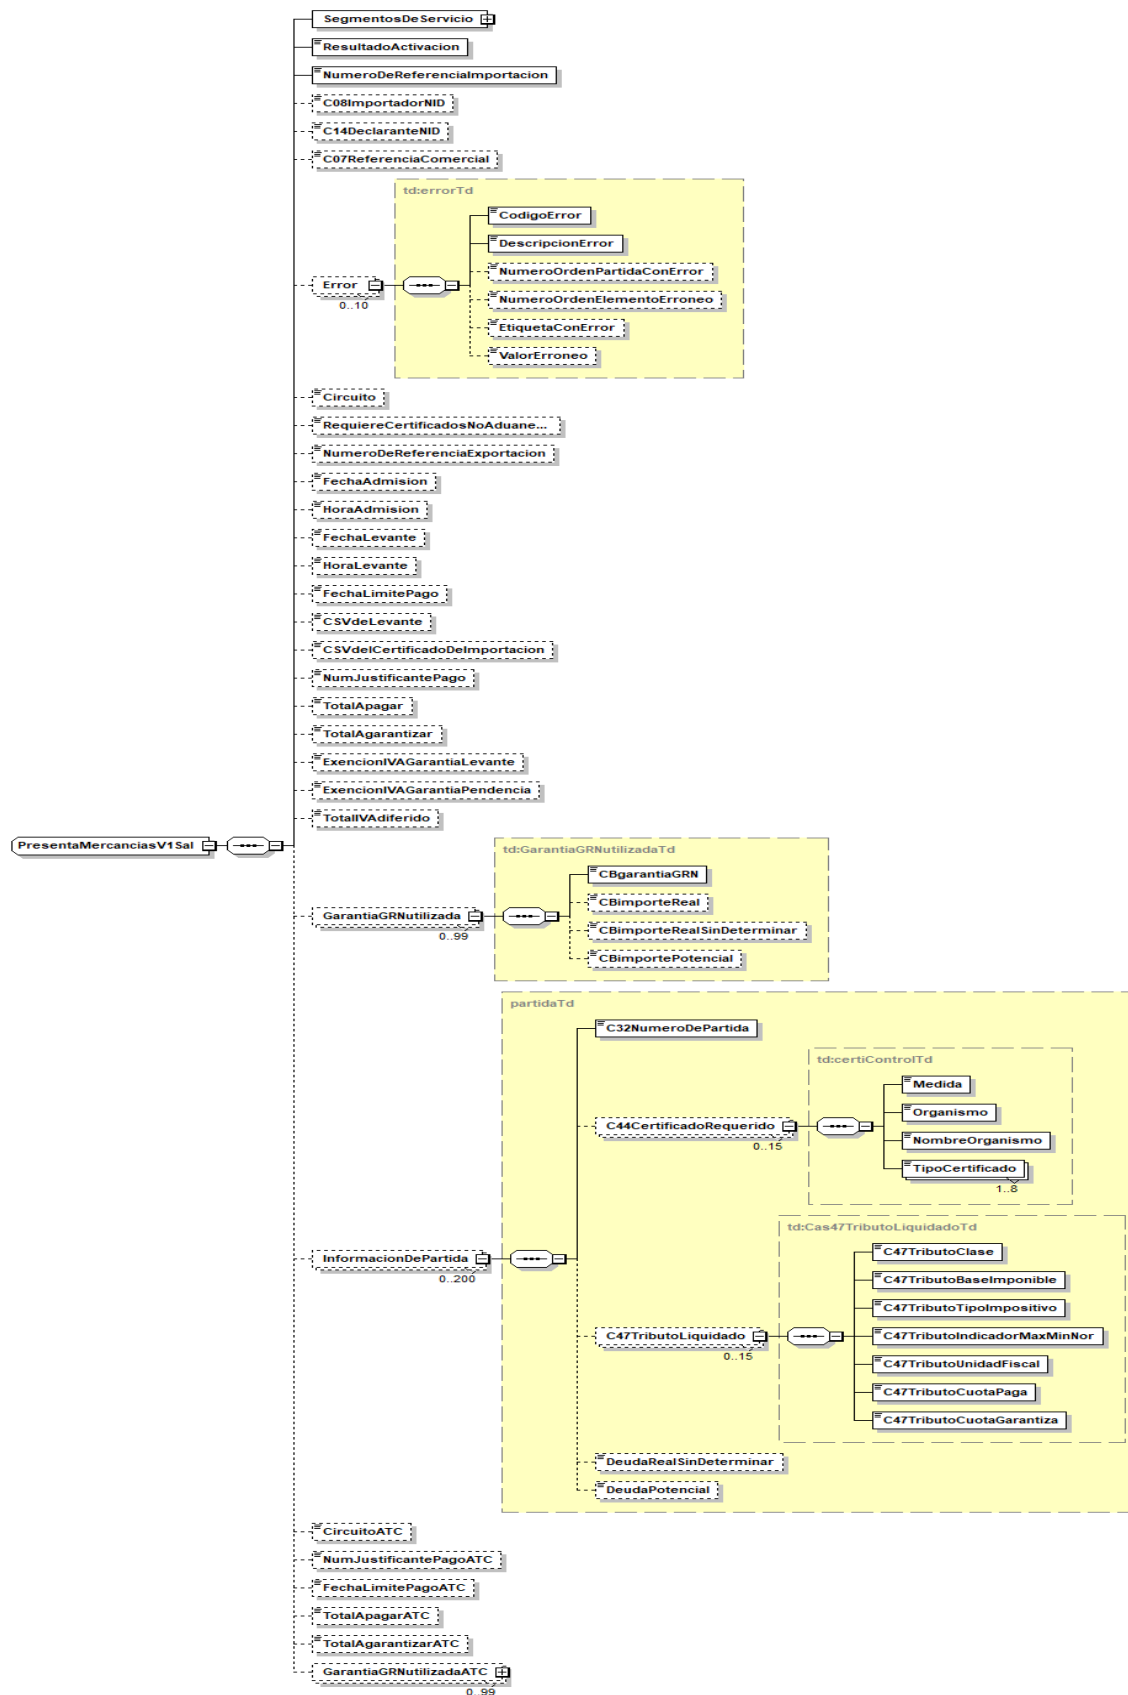 SegmentosDeServicio
ResultadoActivacion
NumeroDeReferenciaImportacion
C08ImportadorNID
C14DeclaranteNID
C07ReferenciaComercial
td:errorTd
CodigoError
DescripcionError
NumeroOrdenPartidaConError
Error
NumeroOrdenElementoErroneo
0..10
EtiquetaConError
ValorErroneo
Circuito
RequiereCertificadosNoAduane...
NumeroDeReferenciaExportacion
FechaAdmision
HoraAdmision
FechaLevante
HoraLevante
FechaLimitePago
CSVdeLevante
CSVdelCertificadoDeImportacion
NumJustificantePago
TotalApagar
TotalAgarantizar
ExencionIVAGarantiaLevante
ExencionIVAGarantiaPendencia
TotalIVAdiferido
PresentaMercanciasV1Sal
td:GarantiaGRNutilizadaTd
CBgarantiaGRN
CBimporteReal
GarantiaGRNutilizada
0..99
CBimporteRealSinDeterminar
CBimportePotencial
partidaTd
C32NumeroDePartida
td:certiControlTd
Medida
Organismo
C44CertificadoRequerido
0..15
NombreOrganismo
TipoCertificado
1..8
td:Cas47TributoLiquidadoTd
C47TributoClase
InformacionDePartida
0..200
C47TributoBaseImponible
C47TributoTipoImpositivo
C47TributoLiquidado
0..15
C47TributoIndicadorMaxMinNor
C47TributoUnidadFiscal
C47TributoCuotaPaga
C47TributoCuotaGarantiza
DeudaRealSinDeterminar
DeudaPotencial
CircuitoATC
NumJustificantePagoATC
FechaLimitePagoATC
TotalApagarATC
TotalAgarantizarATC
GarantiaGRNutilizadaATC
0..99